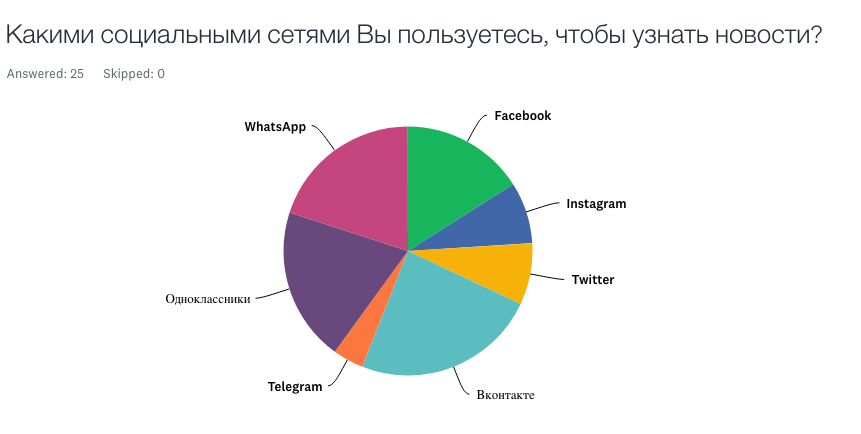 Какими социальными сетями Вы пользуетесь, чтобы узнать новости?
Answered: 25 Skipped: 0
Facebook
WhatsApp
Instagram
Twitter
Одноклассники
Telegram
Вконтакте